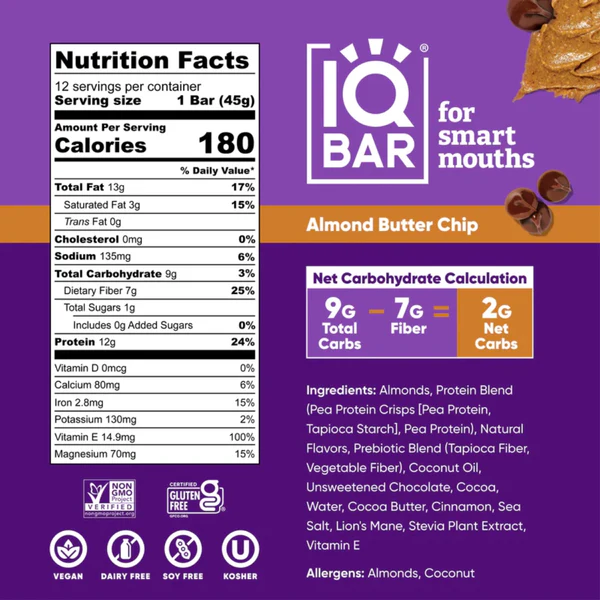 Nutrition Facts
12 servings per container
Serving size 1 Bar (45g)
Amount Per Serving
Calories 180
% Daily Value*
Total Fat 13g 17%
Saturated Fat 3g 15%
Trans Fat 0g
Cholesterol 0mg 0%
Sodium 135mg 6%
Total Carbohydrate 9g 3%
Dietary Fiber 7g 25%
Total Sugars 1g
Includes 0g Added Sugars 0%
Protein 12g 24%
Vitamin D 0mcg 0%
Calcium 80mg 6%
Iron 2.8mg 15%
Potassium 130mg 2%
Vitamin E 14.9mg 100%
Magnesium 70mg 15%
NON
GMO
Project
VERIFIED
nongmoproject.org
CERTIFIED
GLUTEN
FREE
GFCO.ORG
VEGAN
DAIRY FREE
SOY FREE
U
KOSHER
IQ
BAR
®
for
smart
mouths
Almond Butter Chip
Net Carbohydrate Calculation
9G – 7G = 2G
Total Fiber Net
Carbs Carbs
Ingredients: Almonds, Protein Blend
(Pea Protein Crisps [Pea Protein,
Tapioca Starch], Pea Protein), Natural
Flavors, Prebiotic Blend (Tapioca Fiber,
Vegetable Fiber), Coconut Oil,
Unsweetened Chocolate, Cocoa,
Water, Cocoa Butter, Cinnamon, Sea
Salt, Lion's Mane, Stevia Plant Extract,
Vitamin E
Allergens: Almonds, Coconut